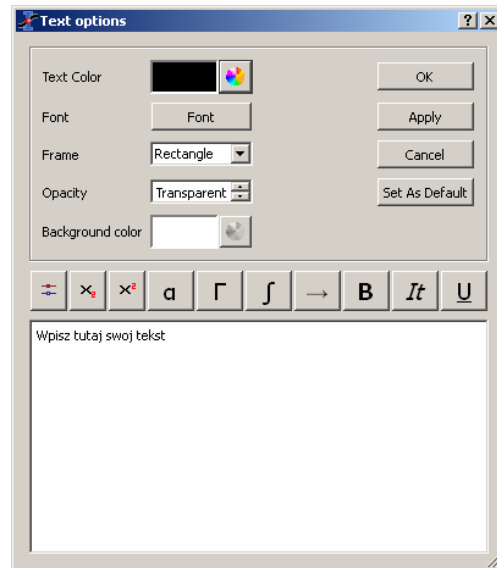 Text options
Text Color
OK
Font
Font
Apply
Frame
Rectangle
Cancel
Opacity
Transparent
Set As Default
Background color
x₂ x² α Γ ∫ → B It U
Wpisz tutaj swoj tekst